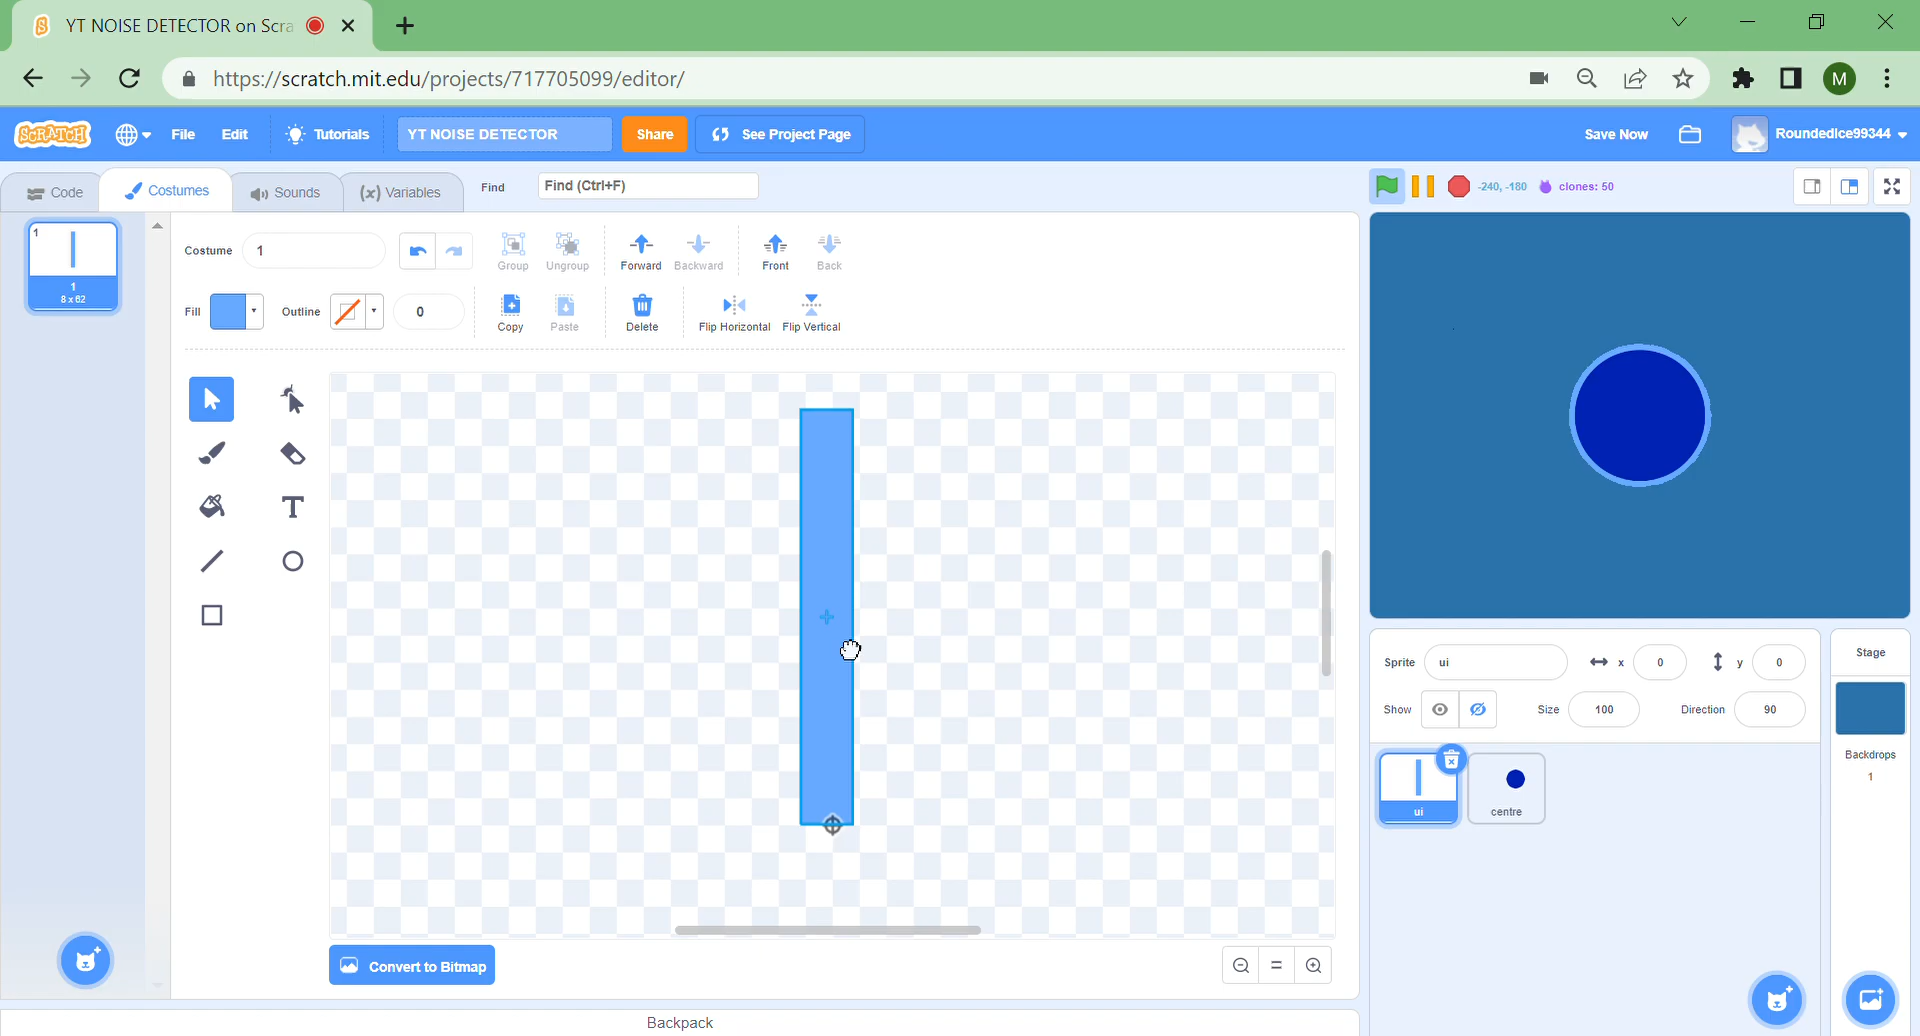 YT NOISE DETECTOR on Scra
https://scratch.mit.edu/projects/717705099/editor/
M
SCRATCH
File
Edit
Tutorials
YT NOISE DETECTOR
Share
See Project Page
Save Now
RoundedIce99344
Code
Costumes
Sounds
(x) Variables
Find
Find (Ctrl+F)
-240, -180
clones: 50
1
1
8 x 62
Costume
1
Group
Ungroup
Forward
Backward
Front
Back
Fill
Outline
0
Copy
Paste
Delete
Flip Horizontal
Flip Vertical
T
Convert to Bitmap
Backpack
Sprite
ui
x
0
y
0
Show
Size
100
Direction
90
ui
centre
Stage
Backdrops
1